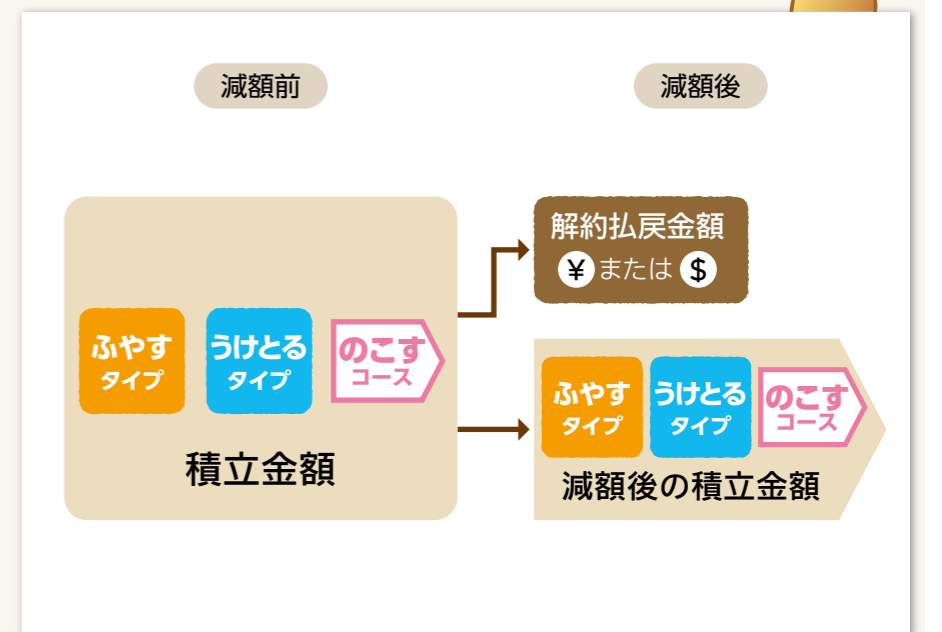 減額前
減額後
ふやす
タイプ
うけとる
タイプ
のこす
コース
積立金額
解約払戻金額
¥ または $
ふやす
タイプ
うけとる
タイプ
のこす
コース
減額後の積立金額